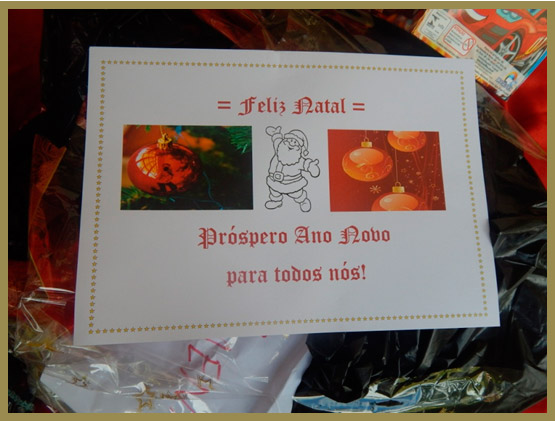 = Feliz Natal =
Próspero Ano Novo
para todos nós!